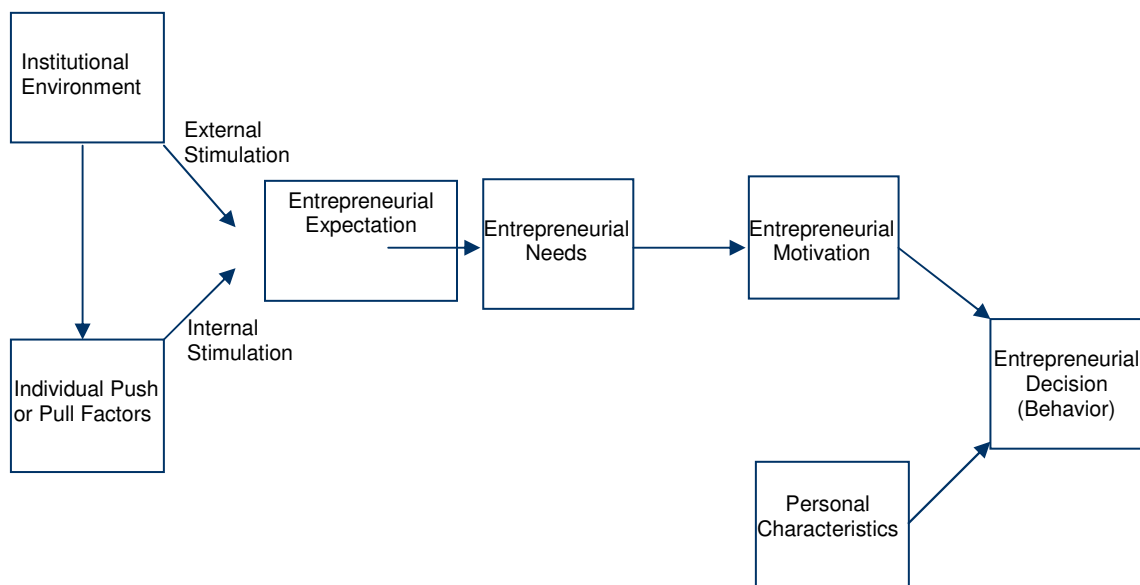 Institutional
Environment
External
Stimulation
Entrepreneurial
Expectation
Entrepreneurial
Needs
Entrepreneurial
Motivation
Internal
Stimulation
Individual Push
or Pull Factors
Entrepreneurial
Decision
(Behavior)
Personal
Characteristics